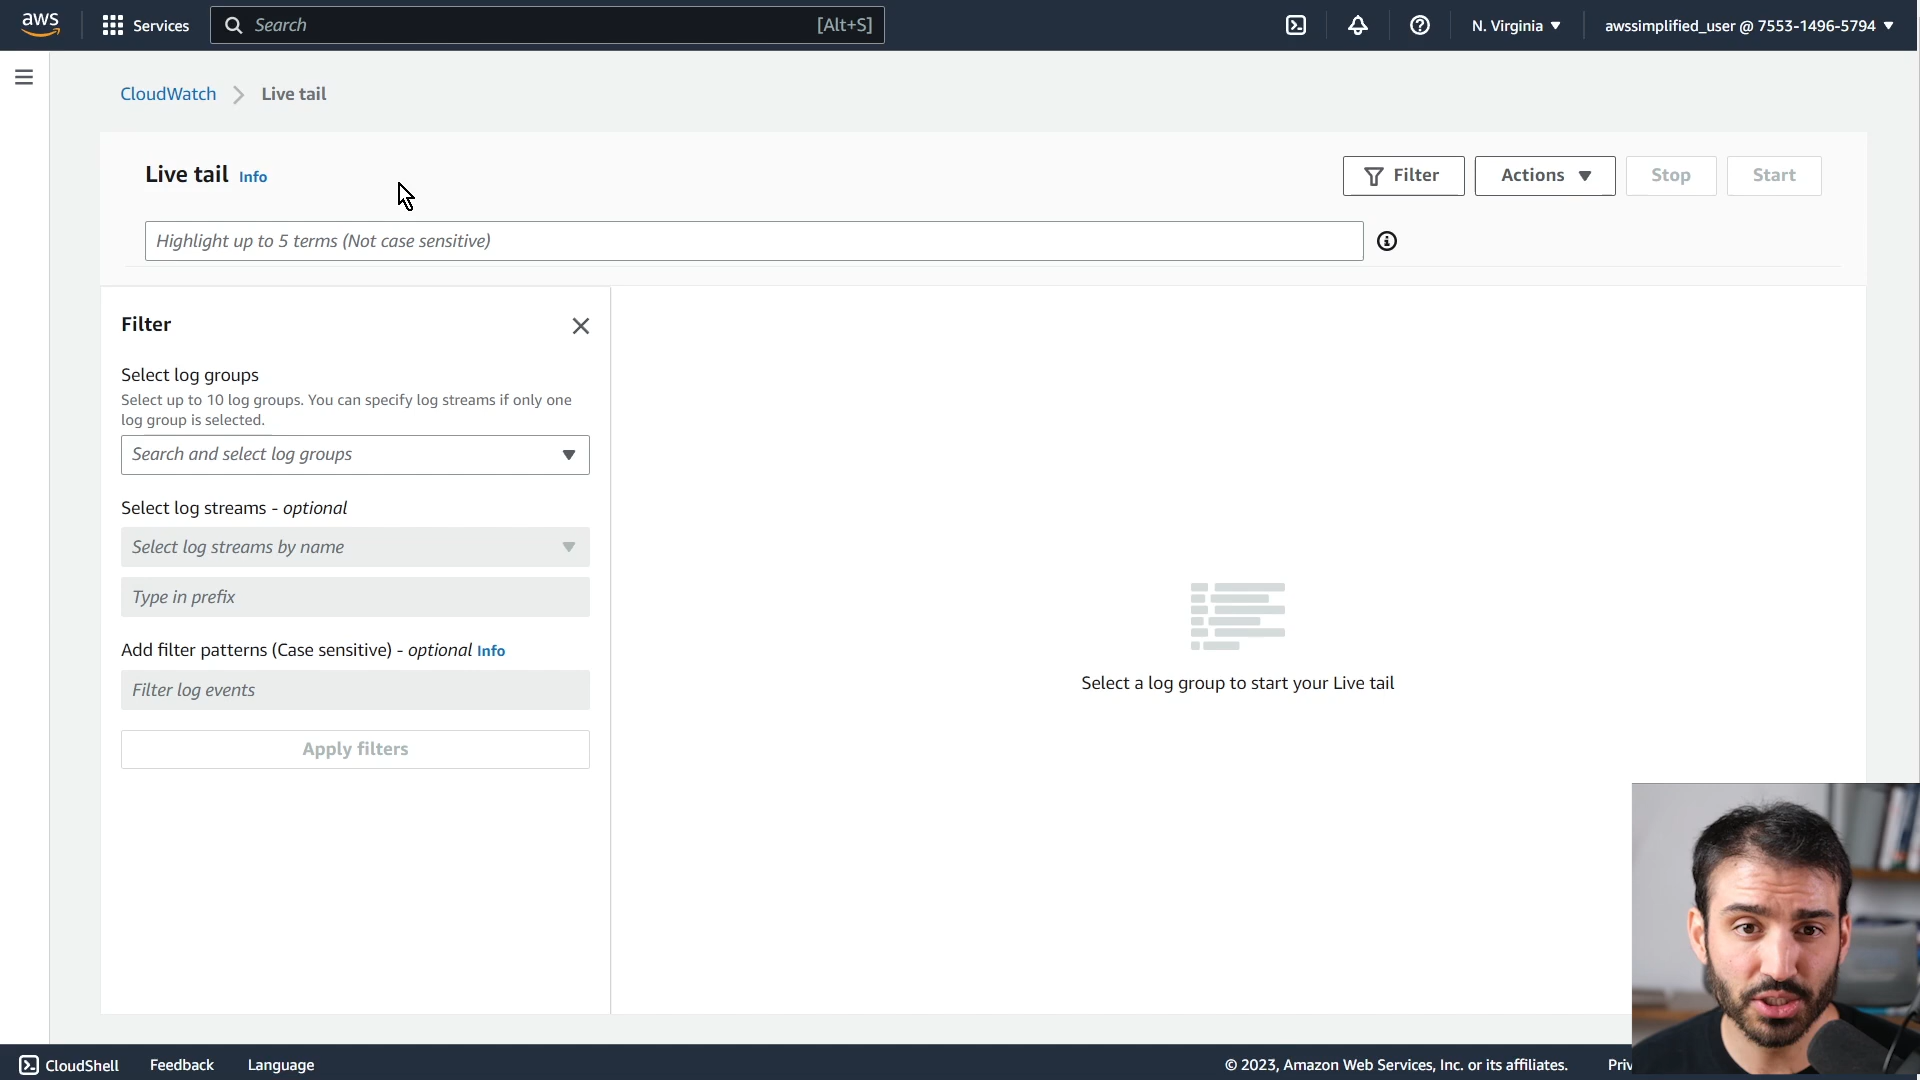 aws
Services
Search
[Alt+S]
N. Virginia
awssimplified_user @ 7553-1496-5794
CloudWatch
Live tail
Live tail Info
Filter
Actions
Stop
Start
Highlight up to 5 terms (Not case sensitive)
Filter
Select log groups
Select up to 10 log groups. You can specify log streams if only one
log group is selected.
Search and select log groups
Select log streams - optional
Select log streams by name
Type in prefix
Add filter patterns (Case sensitive) - optional Info
Filter log events
Apply filters
Select a log group to start your Live tail
CloudShell
Feedback
Language
© 2023, Amazon Web Services, Inc. or its affiliates.